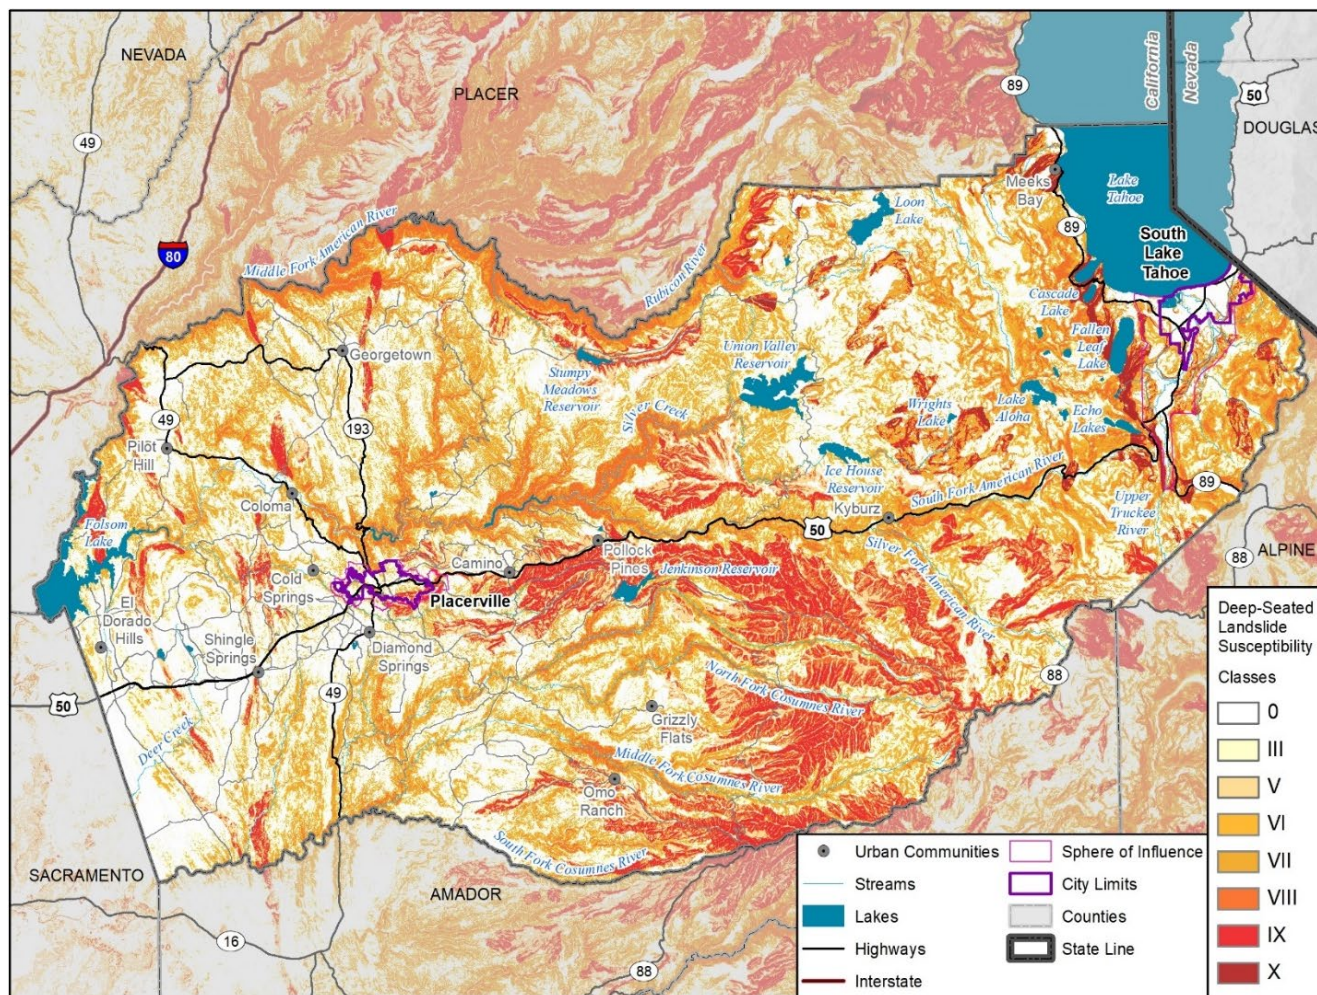 NEVADA
PLACER
89
California
Nevada
50
DOUGLAS
49
80
Middle Fork American River
Rubicon River
Loon
Lake
Meeks
Bay
Lake
Tahoe
89
South
Lake
Tahoe
Cascade
Lake
Fallen
Leaf
Lake
Georgetown
Stumpy
Meadows
Reservoir
Union Valley
Reservoir
Silver Creek
Wrights
Lake
Lake
Aloha
Echo
Lakes
49
193
Pilot
Hill
Ice House
Reservoir
South Fork American River
Kyburz
50
89
Upper
Truckee
River
Coloma
Folsom
Lake
88
ALPINE
Cold
Springs
Camino
Pollock
Pines
Jenkinson Reservoir
Silver Fork American River
Placerville
El
Dorado
Hills
Shingle
Springs
Diamond
Springs
88
50
49
Deer Creek
North Fork Cosumnes River
Grizzly
Flats
Middle Fork Cosumnes River
Omo
Ranch
South Fork Cosumnes River
SACRAMENTO
AMADOR
16
88
Urban Communities
Streams
Lakes
Highways
Interstate
Sphere of Influence
City Limits
Counties
State Line
Deep-Seated
Landslide
Susceptibility
Classes
0
III
V
VI
VII
VIII
IX
X